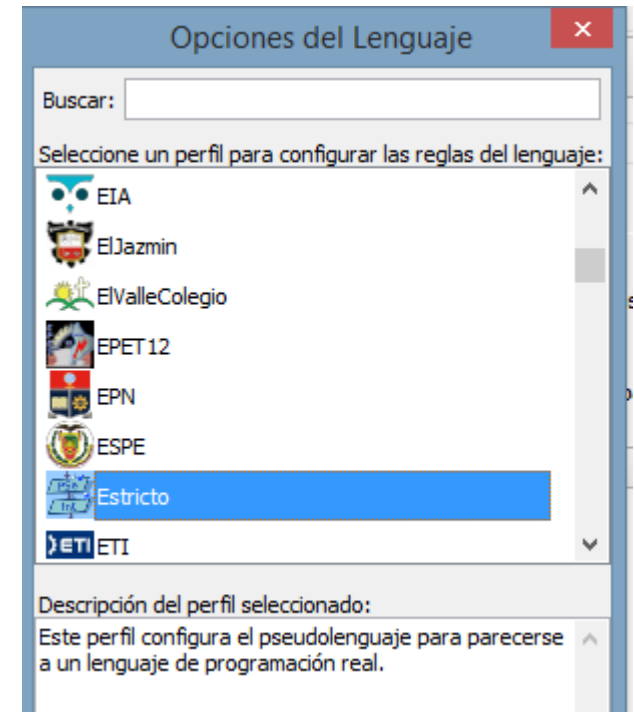 Opciones del Lenguaje
Buscar:
Seleccione un perfil para configurar las reglas del lenguaje:
EIA
ElJazmin
ElValleColegio
EPET12
EPN
ESPE
Estricto
ETI ETI
Descripción del perfil seleccionado:
Este perfil configura el pseudolenguaje para parecerse
a un lenguaje de programación real.